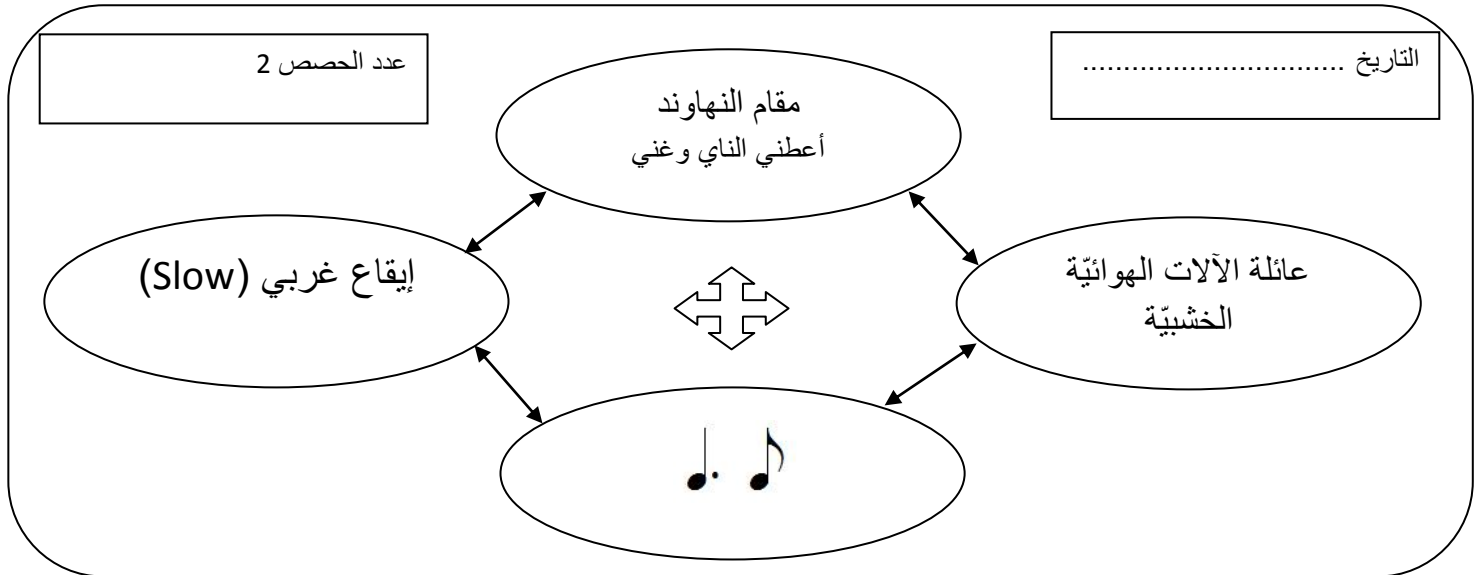 التاريخ ................................
عدد الحصص 2
مقام النهاوند
أعطني الناي وغني
عائلة الآلات الهوائيّة
الخشبيّة
إيقاع غربي (Slow)